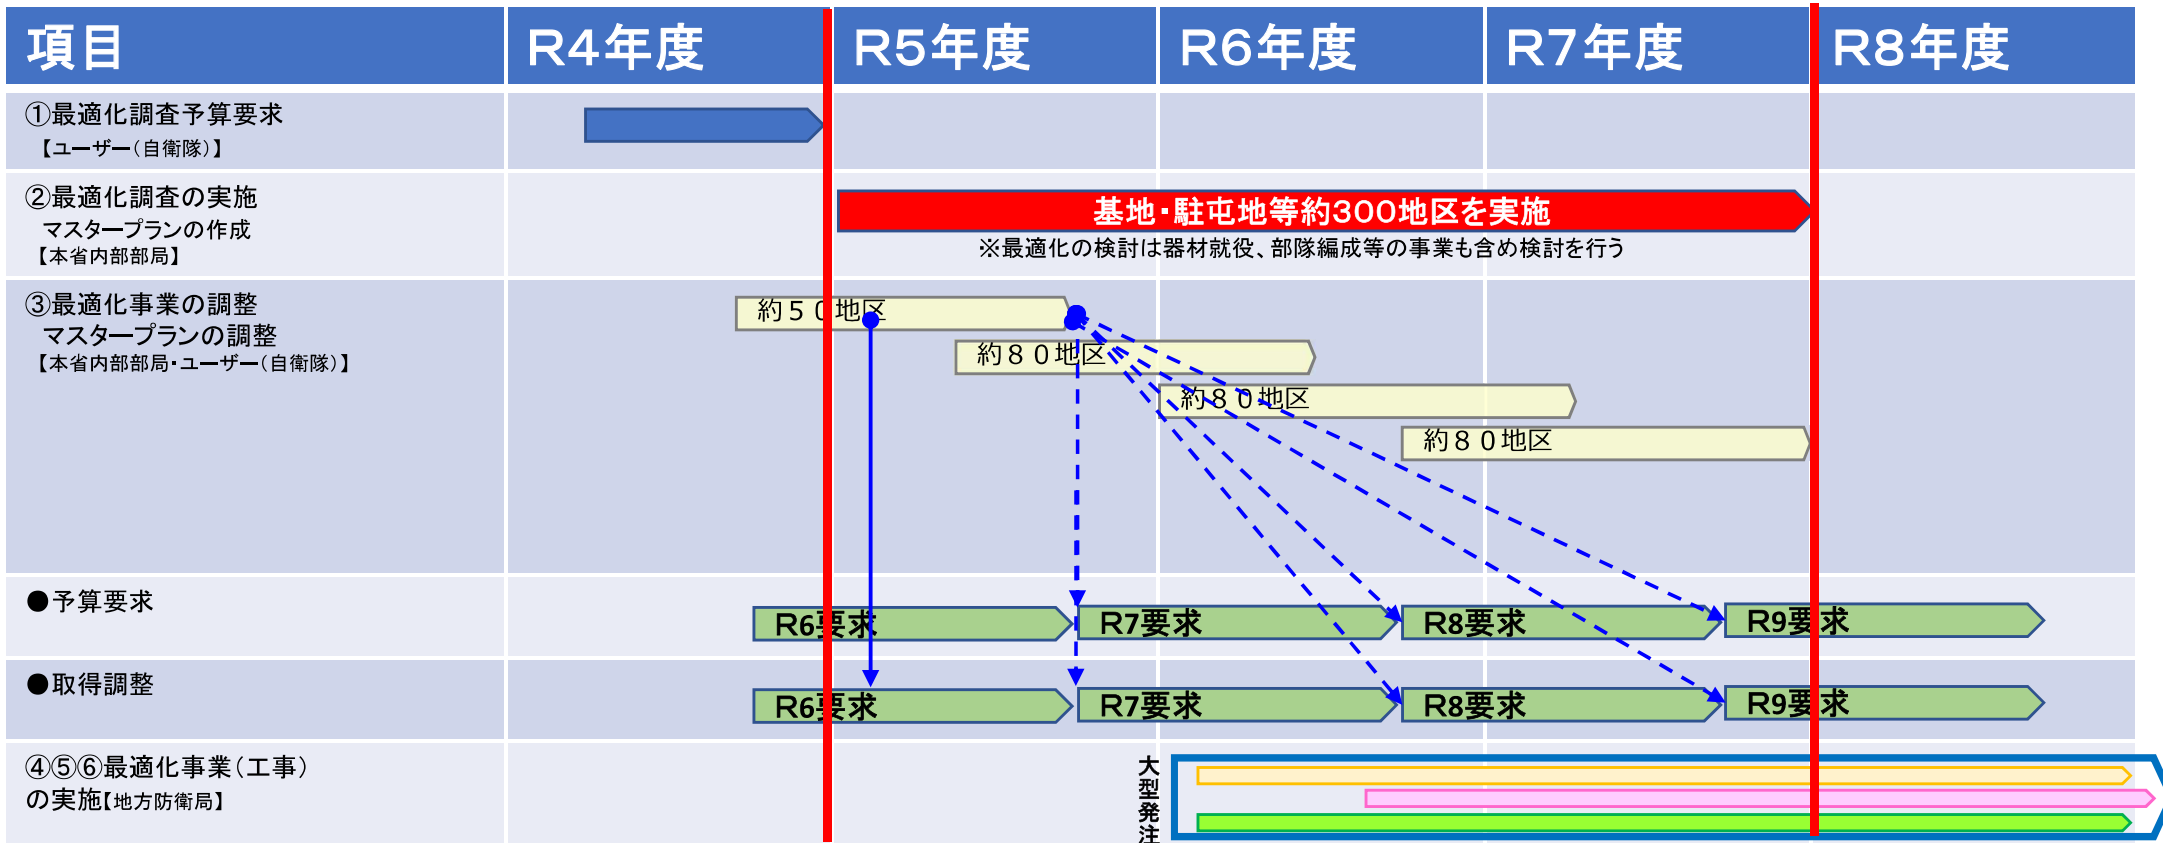 項目
R4年度
R5年度
R6年度
R7年度
R8年度
①最適化調査予算要求
【ユーザー（自衛隊）】
②最適化調査の実施
マスタープランの作成
【本省内部部局】
基地・駐屯地等約300地区を実施
※最適化の検討は器材就役、部隊編成等の事業も含め検討を行う
③最適化事業の調整
マスタープランの調整
【本省内部部局・ユーザー（自衛隊）】
約５０地区
約８０地区
約８０地区
約８０地区
●予算要求
R6要求
R7要求
R8要求
R9要求
●取得調整
R6要求
R7要求
R8要求
R9要求
④⑤⑥最適化事業（工事）
の実施【地方防衛局】
大型発注